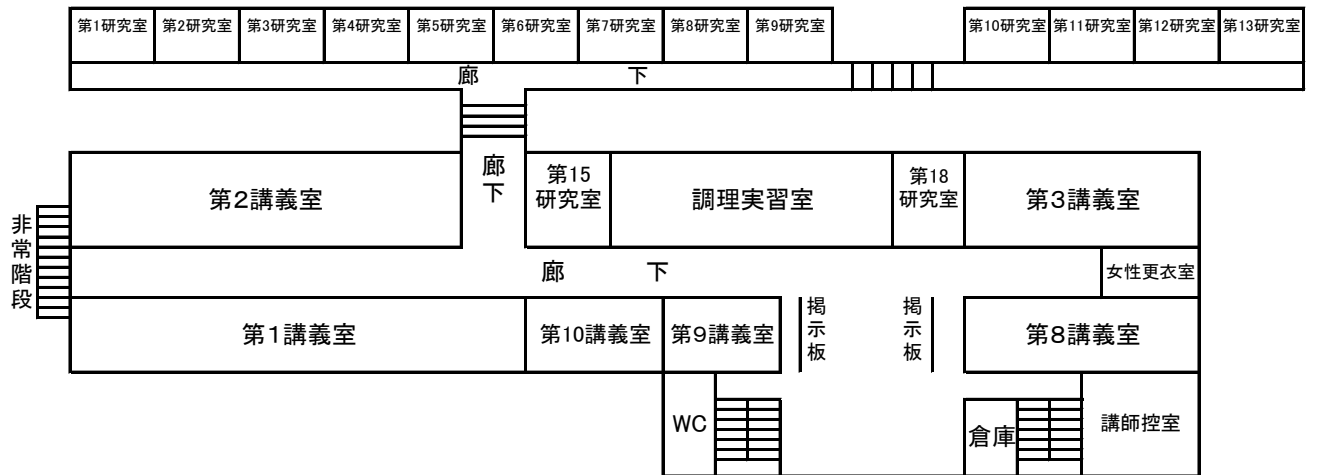 第1研究室 第2研究室 第3研究室 第4研究室 第5研究室 第6研究室 第7研究室 第8研究室 第9研究室 第10研究室 第11研究室 第12研究室 第13研究室
廊 下
廊下
第2講義室
第15
研究室
調理実習室
第18
研究室
第3講義室
非常階段
廊 下
女性更衣室
第1講義室
第10講義室
第9講義室
掲示板
掲示板
第8講義室
WC
倉庫
講師控室